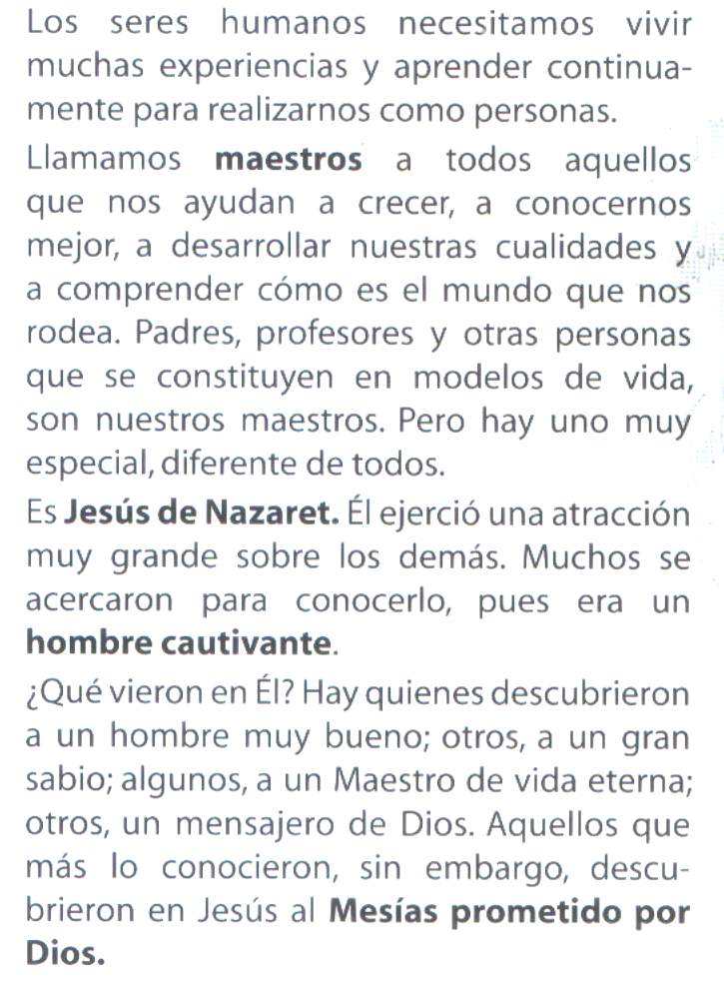 Los seres humanos necesitamos vivir
muchas experiencias y aprender continua-
mente para realizarnos como personas.
Llamamos maestros a todos aquellos
que nos ayudan a crecer, a conocernos
mejor, a desarrollar nuestras cualidades y
a comprender cómo es el mundo que nos
rodea. Padres, profesores y otras personas
que se constituyen en modelos de vida,
son nuestros maestros. Pero hay uno muy
especial, diferente de todos.
Es Jesús de Nazaret. Él ejerció una atracción
muy grande sobre los demás. Muchos se
acercaron para conocerlo, pues era un
hombre cautivante.
¿Qué vieron en Él? Hay quienes descubrieron
a un hombre muy bueno; otros, a un gran
sabio; algunos, a un Maestro de vida eterna;
otros, un mensajero de Dios. Aquellos que
más lo conocieron, sin embargo, descu-
brieron en Jesús al Mesías prometido por
Dios.